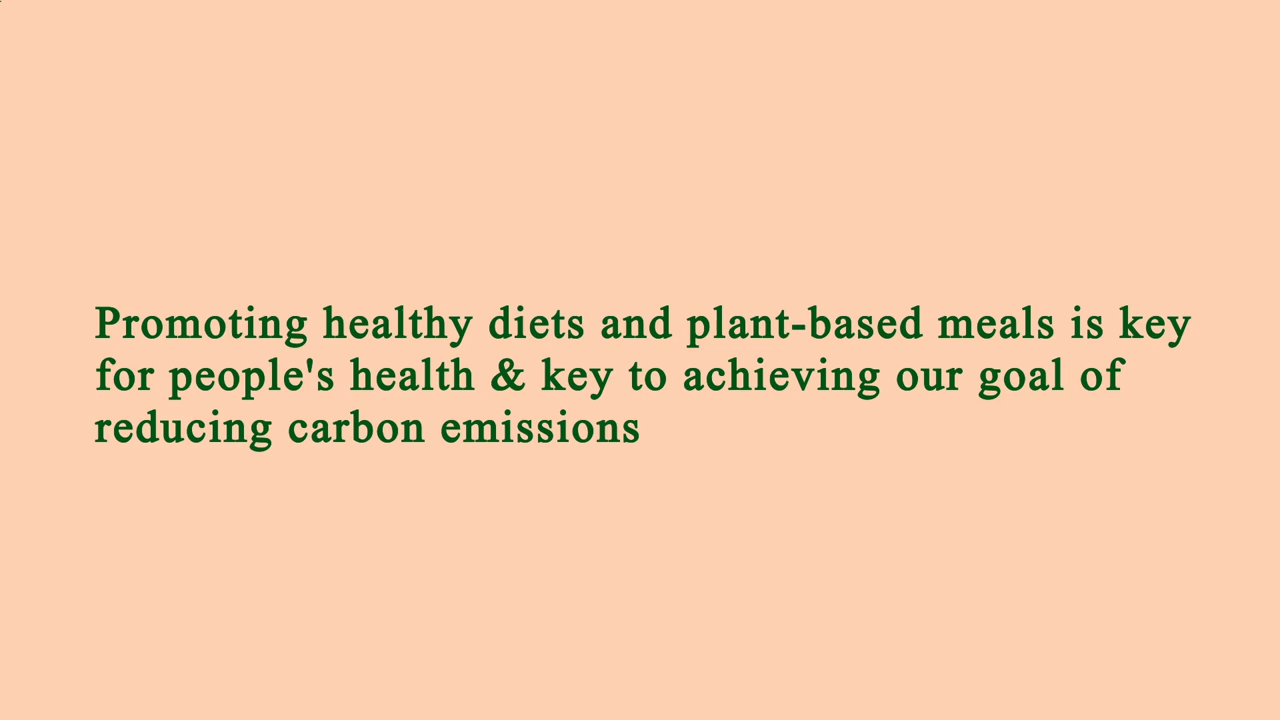 Promoting healthy diets and plant-based meals is key
for people's health & key to achieving our goal of
reducing carbon emissions